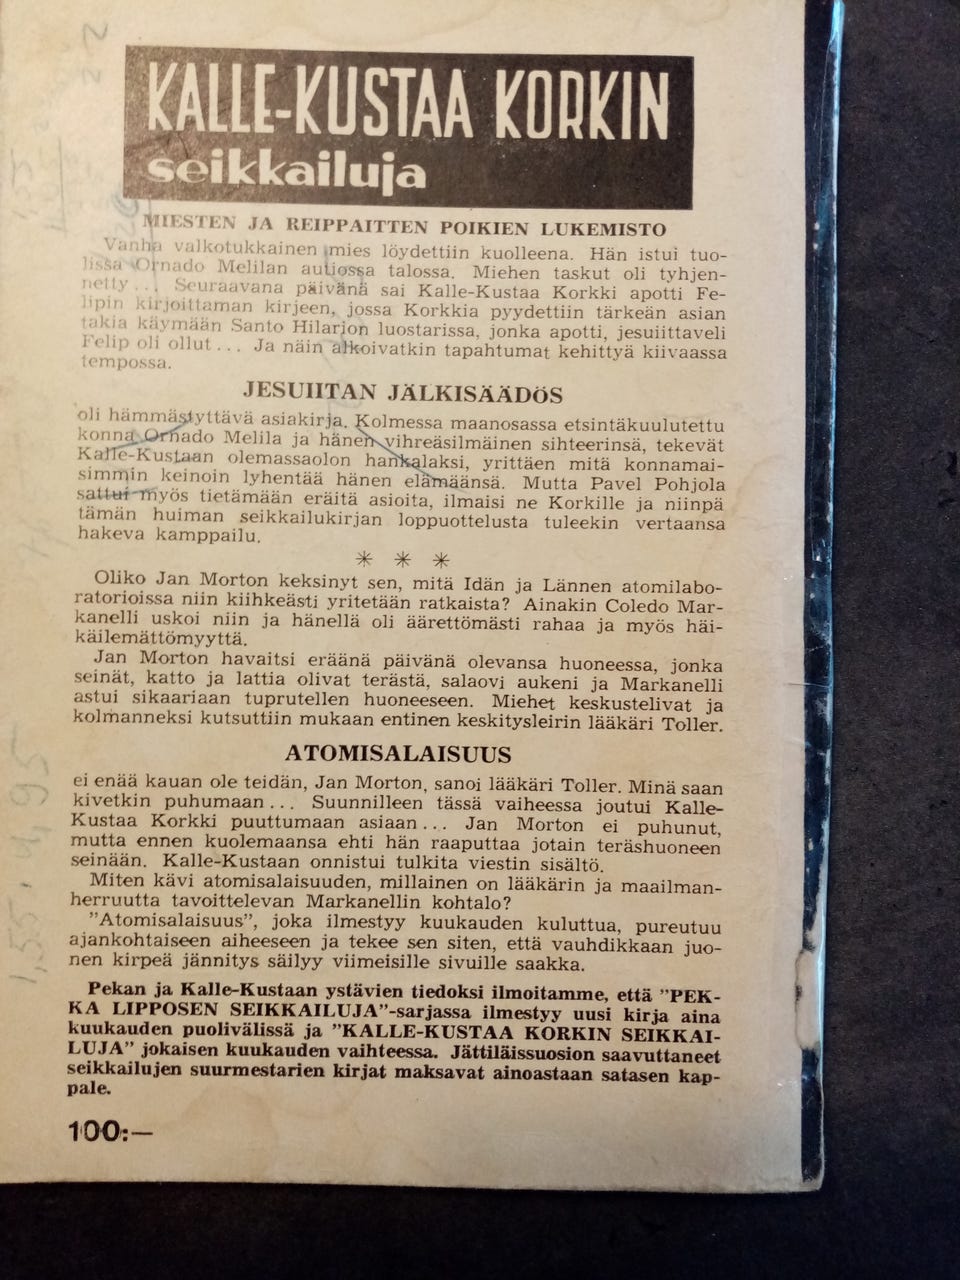 KALLE-KUSTAA KORKIN
seikkailuja
MIESTEN JA REIPPAITTEN POIKIEN LUKEMISTO
Vanha valkotukkainen mies löydettiin kuolleena. Hän istui tuo-
lissa Ornado Melilan autiossa talossa. Miehen taskut oli tyhjen-
netty... Seuraavana päivänä sai Kalle-Kustaa Korkki apotti Fe-
lipin kirjoittaman kirjeen, jossa Korkkia pyydettiin tärkeän asian
takia käymään Santo Hilarion luostarissa, jonka apotti, jesuiittaveli
Felip oli ollut... Ja näin alkoivatkin tapahtumat kehittyä kiivaassa
tempossa.
JESUIITAN JÄLKISÄÄDÖS
oli hämmästyttävä asiakirja. Kolmessa maanosassa etsintäkuulutettu
konna Ornado Melila ja hänen vihreäsilmäinen sihteerinsä, tekevät
Kalle-Kustaan olemassaolon hankalaksi, yrittäen mitä konnamai-
simmin keinoin lyhentää hänen elämäänsä. Mutta Pavel Pohjola
sattui myös tietämään eräitä asioita, ilmaisi ne Korkille ja niinpä
tämän huiman seikkailukirjan loppuottelusta tuleekin vertaansa
hakeva kamppailu.
* * *
Oliko Jan Morton keksinyt sen, mitä Idän ja Lännen atomilabo-
ratorioissa niin kiihkeästi yritetään ratkaista? Ainakin Coledo Mar-
kanelli uskoi niin ja hänellä oli äärettömästi rahaa ja myös häi-
käilemättömyyttä.
Jan Morton havaitsi eräänä päivänä olevansa huoneessa, jonka
seinät, katto ja lattia olivat terästä, salaovi aukeni ja Markanelli
astui sikaariaan tuprutellen huoneeseen. Miehet keskustelivat ja
kolmanneksi kutsuttiin mukaan entinen keskitysleirin lääkäri Toller.
ATOMISALAISUUS
ei enää kauan ole teidän, Jan Morton, sanoi lääkäri Toller. Minä saan
kivetkin puhumaan... Suunnilleen tässä vaiheessa joutui Kalle-
Kustaa Korkki puuttumaan asiaan... Jan Morton ei puhunut,
mutta ennen kuolemaansa ehti hän raaputtaa jotain teräshuoneen
seinään. Kalle-Kustaan onnistui tulkita viestin sisältö.
Miten kävi atomisalaisuuden, millainen on lääkärin ja maailman-
herruutta tavoittelevan Markanellin kohtalo?
"Atomisalaisuus", joka ilmestyy kuukauden kuluttua, pureutuu
ajankohtaiseen aiheeseen ja tekee sen siten, että vauhdikkaan juo-
nen kirpeä jännitys säilyy viimeisille sivuille saakka.
Pekan ja Kalle-Kustaan ystävien tiedoksi ilmoitamme, että "PEK-
KA LIPPOSEN SEIKKAILUJA"-sarjassa ilmestyy uusi kirja aina
kuukauden puolivälissä ja "KALLE-KUSTAA KORKIN SEIKKAI-
LUJA" jokaisen kuukauden vaihteessa. Jättiläissuosion saavuttaneet
seikkailujen suurmestarien kirjat maksavat ainoastaan satasen kap-
pale.
100:—